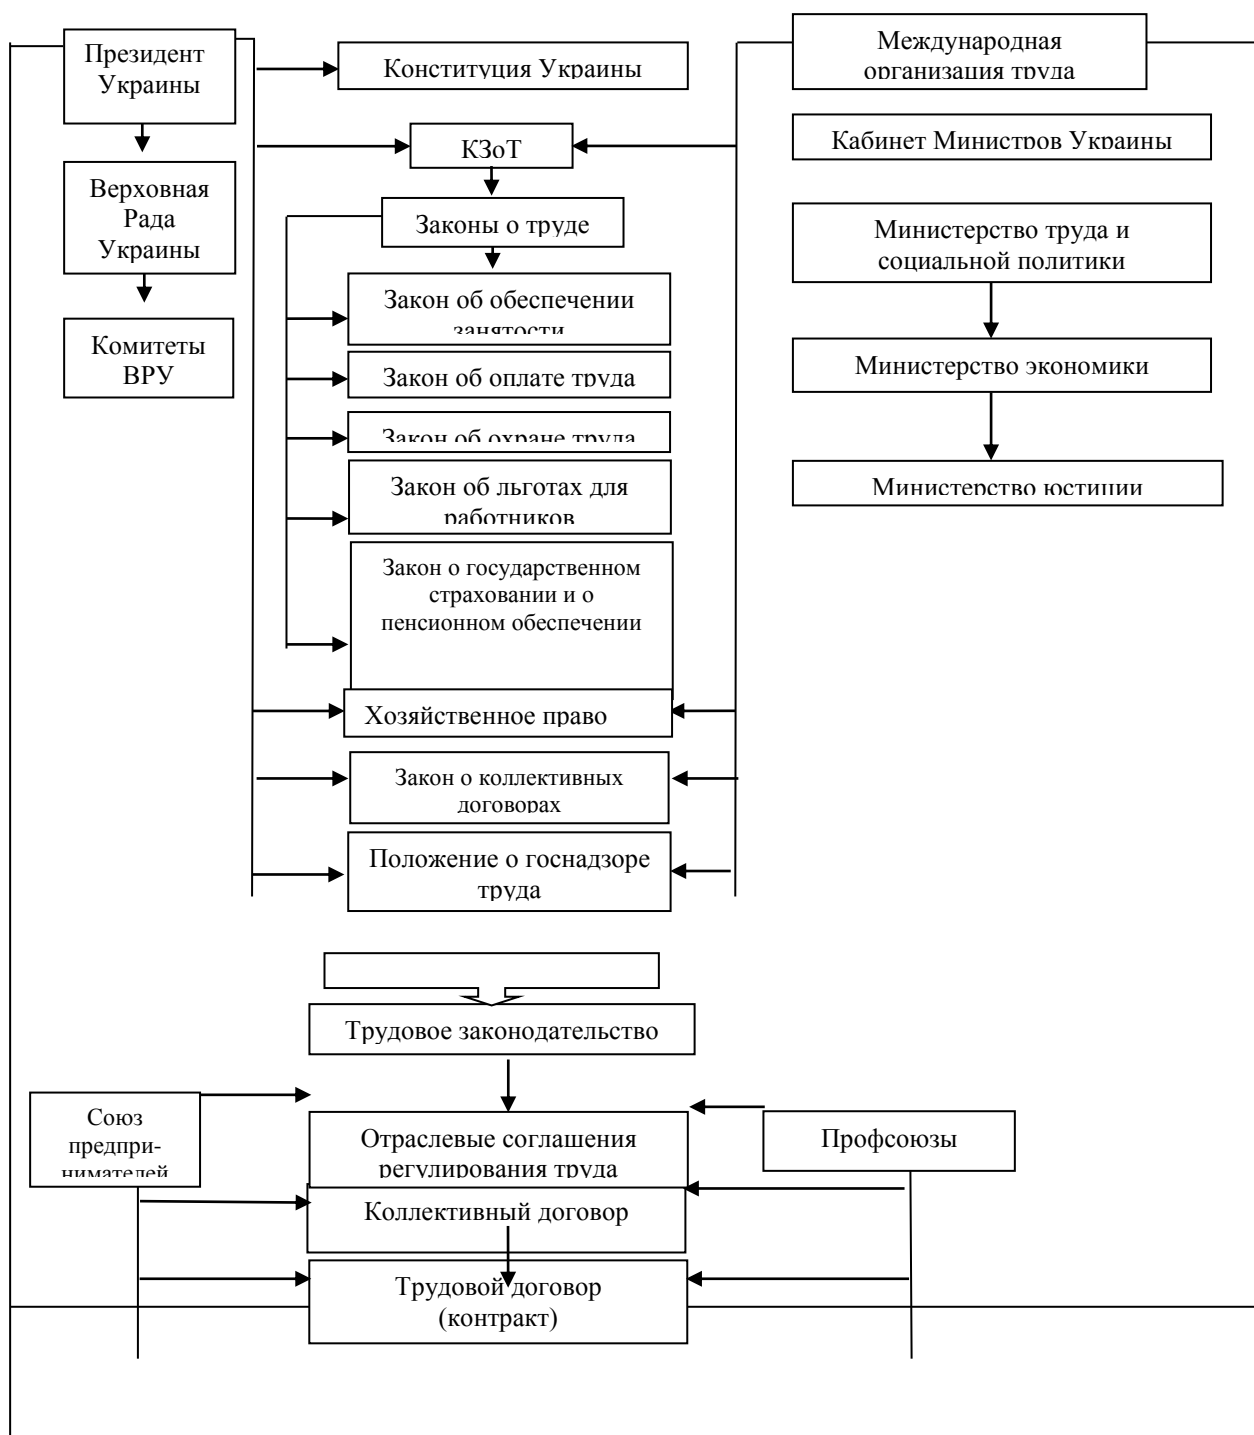 Президент
Украины
Верховная
Рада
Украины
Комитеты
ВРУ
Конституция Украины
КЗоТ
Законы о труде
Закон об обеспечении
занятости
Закон об оплате труда
Закон об охране труда
Закон об льготах для
работников
Закон о государственном
страховании и о
пенсионном обеспечении
Хозяйственное право
Закон о коллективных
договорах
Положение о госнадзоре
труда
Международная
организация труда
Кабинет Министров Украины
Министерство труда и
социальной политики
Министерство экономики
Министерство юстиции
Трудовое законодательство
Союз
предпри-
нимателей
Отраслевые соглашения
регулирования труда
Профсоюзы
Коллективный договор
Трудовой договор
(контракт)